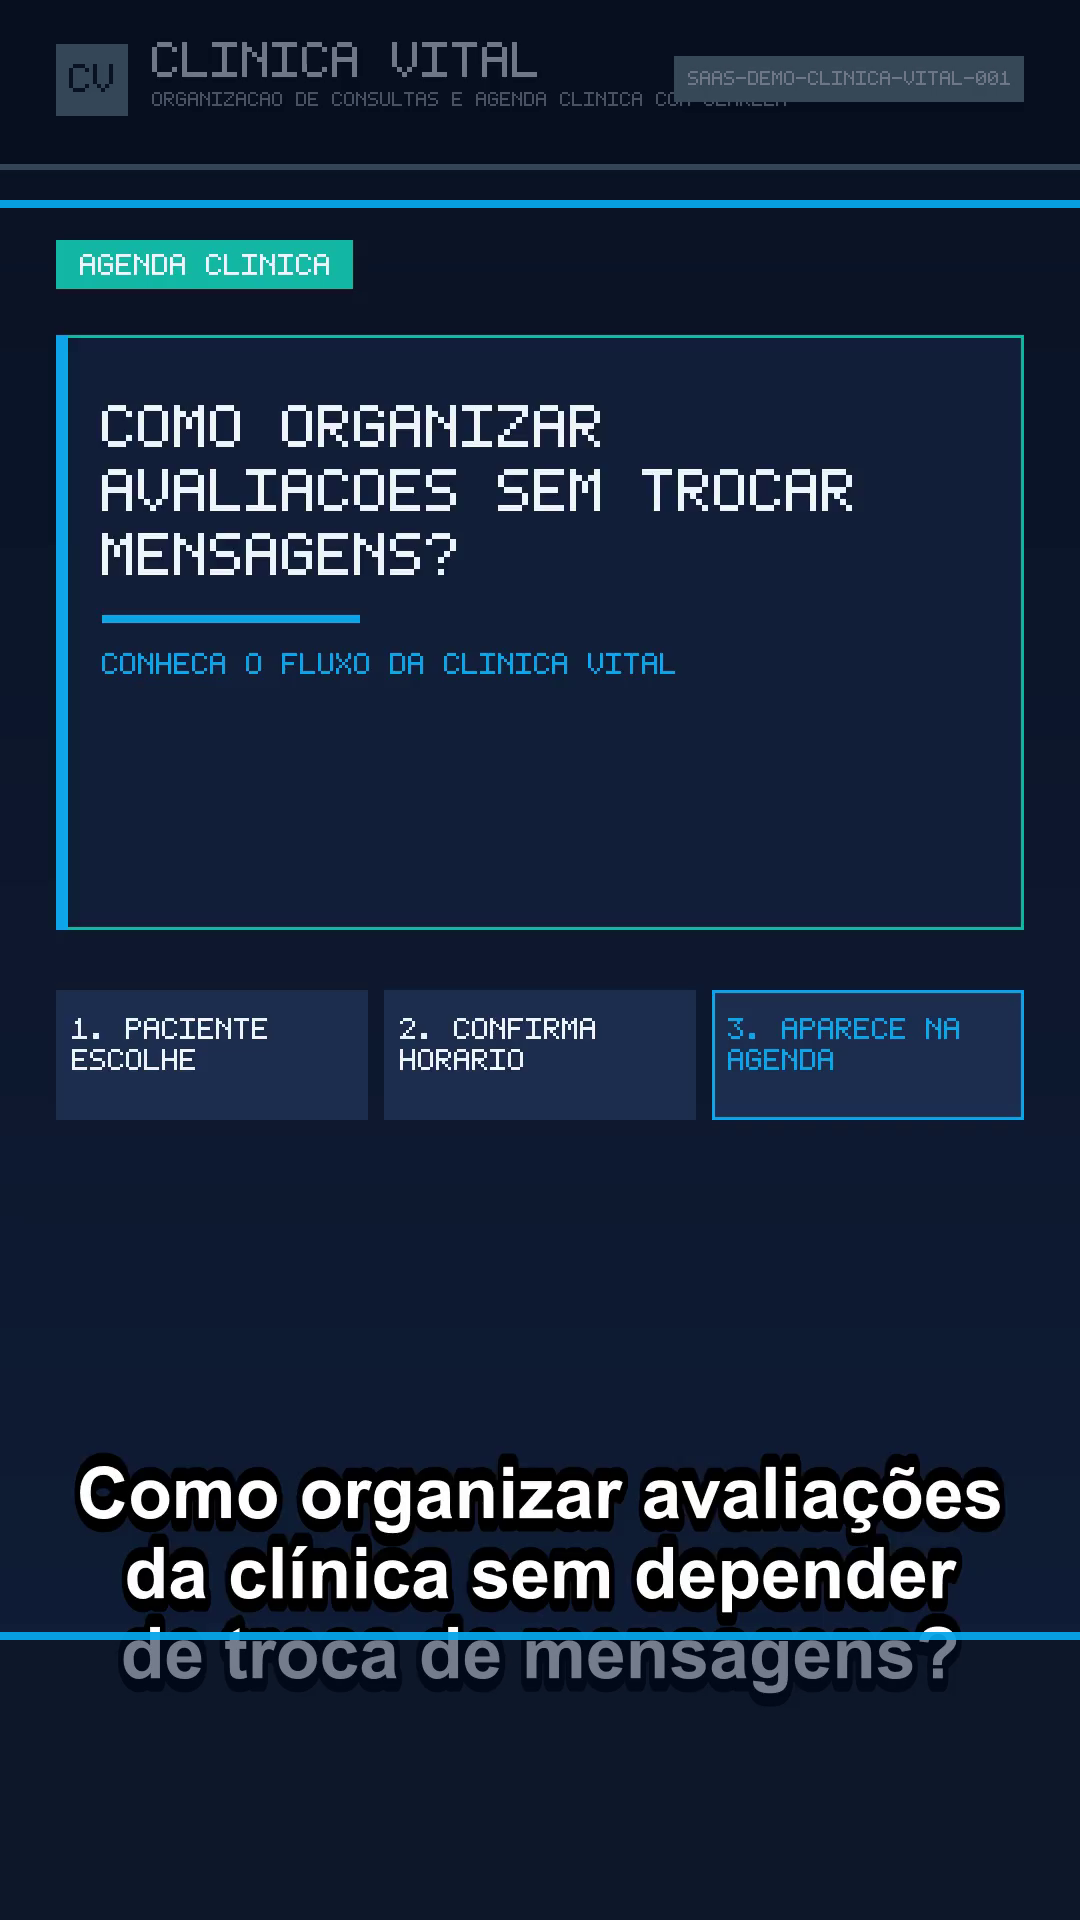 CV
CLINICA VITAL
SAAS-DEMO-CLINICA-VITAL-001
ORGANIZACAO DE CONSULTAS E AGENDA CLINICA
AGENDA CLINICA
COMO ORGANIZAR
AVALIACOES SEM TROCAR
MENSAGENS?
CONHECA O FLUXO DA CLINICA VITAL
1. PACIENTE
ESCOLHE
2. CONFIRMA
HORARIO
3. APARECE NA
AGENDA
Como organizar avaliações
da clínica sem depender
de troca de mensagens?